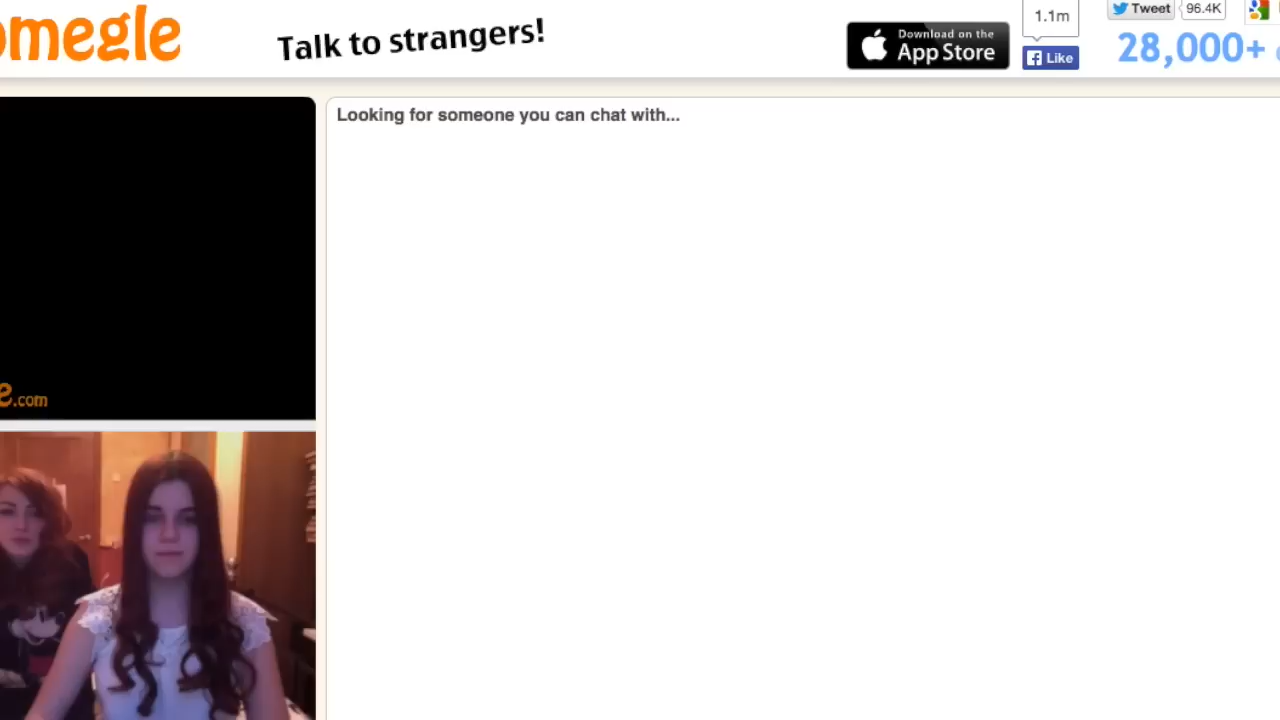 omegle
Talk to strangers!
Download on the
App Store
1.1m
Like
Tweet
96.4K
28,000+
Looking for someone you can chat with...
e.com